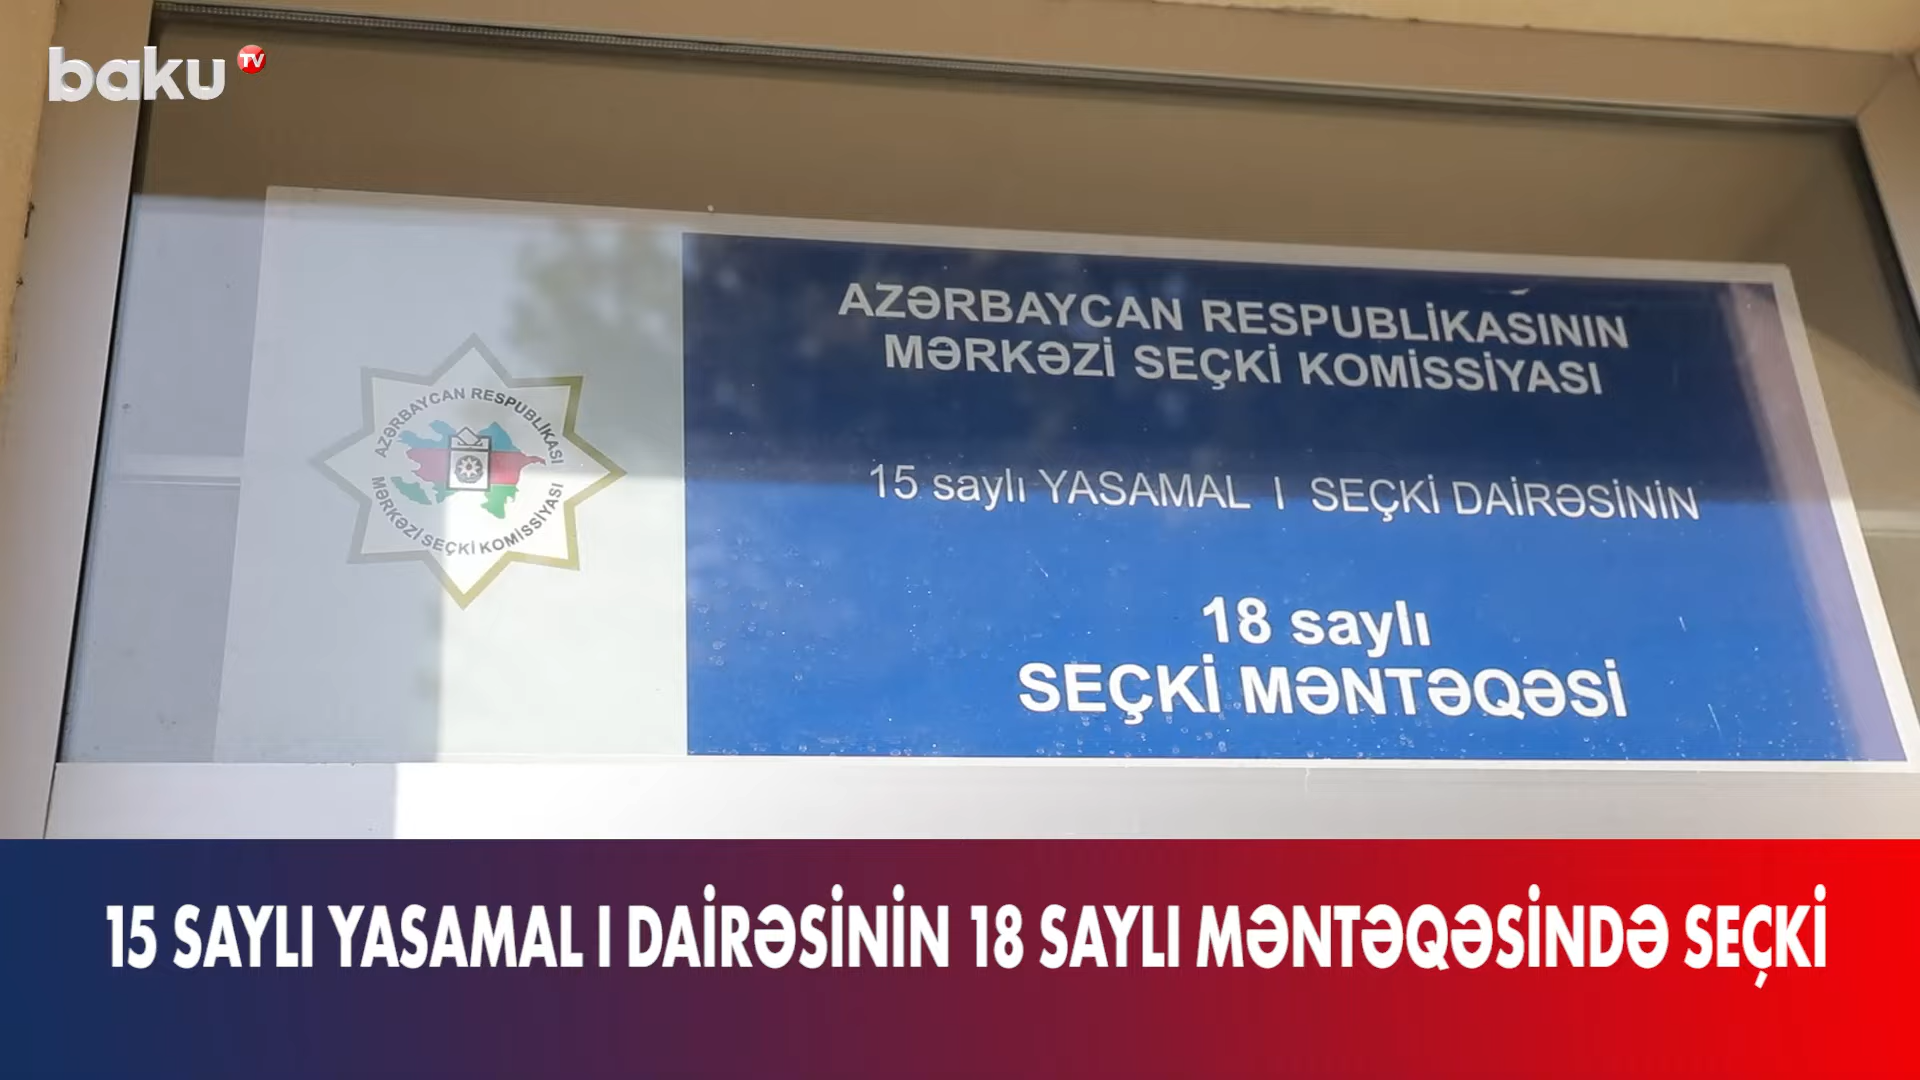 baku TV
AZƏRBAYCAN RESPUBLİKASININ
MƏRKƏZİ SEÇKİ KOMİSSİYASI
AZƏRBAYCAN RESPUBLİKASI
MƏRKƏZİ SEÇKİ KOMİSSİYASI
15 saylı YASAMAL I SEÇKİ DAİRƏSİNİN
18 saylı
SEÇKİ MƏNTƏQƏSİ
15 SAYLI YASAMAL I DAİRƏSİNİN 18 SAYLI MƏNTƏQƏSİNDƏ SEÇKİ